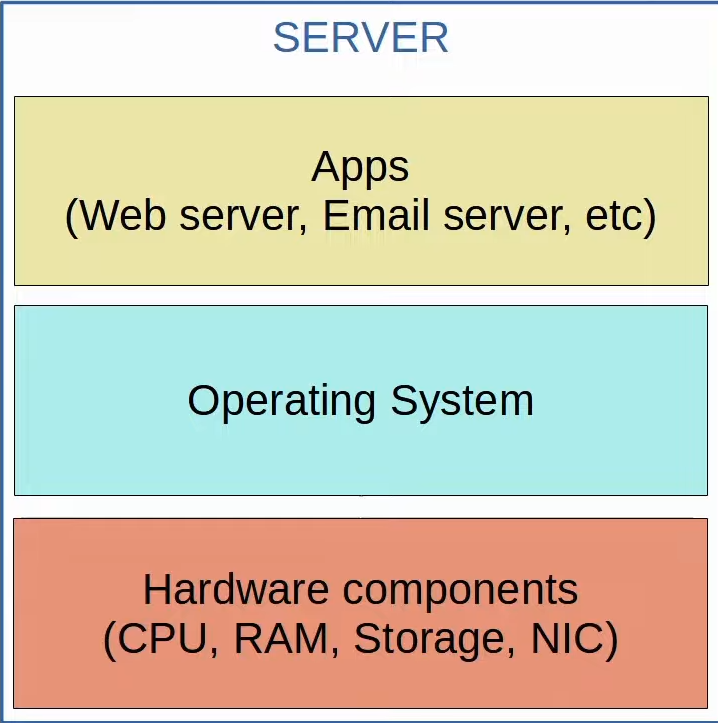 SERVER
Apps
(Web server, Email server, etc)
Operating System
Hardware components
(CPU, RAM, Storage, NIC)